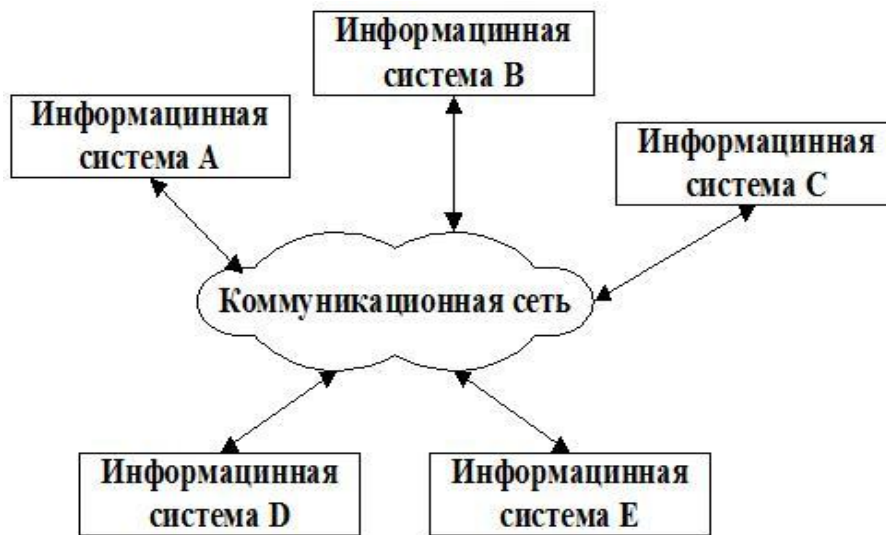 Информацинная
система B
Информацинная
система A
Информацинная
система C
Коммуникационная сеть
Информацинная
система D
Информацинная
система E